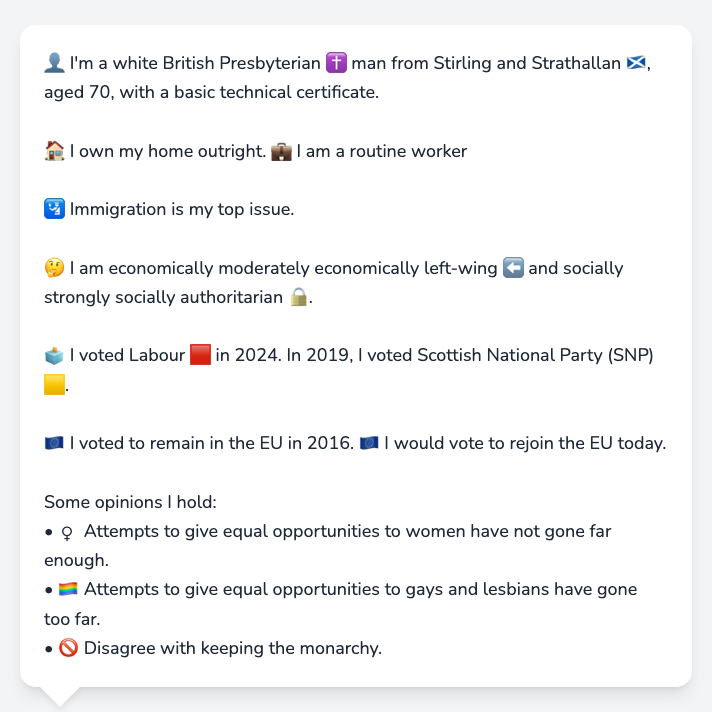 👤 I'm a white British Presbyterian ✝️ man from Stirling and Strathallan 🏴󠁧󠁢󠁳󠁣󠁴󠁿,
aged 70, with a basic technical certificate.
🏠 I own my home outright. 💼 I am a routine worker
🛂 Immigration is my top issue.
🤔 I am economically moderately economically left-wing ⬅️ and socially
strongly socially authoritarian 🔒.
🗳️ I voted Labour 🟥 in 2024. In 2019, I voted Scottish National Party (SNP)
🟨.
🇪🇺 I voted to remain in the EU in 2016. 🇪🇺 I would vote to rejoin the EU today.
Some opinions I hold:
• ♀ Attempts to give equal opportunities to women have not gone far
enough.
• 🏳️‍🌈 Attempts to give equal opportunities to gays and lesbians have gone
too far.
• 🚫 Disagree with keeping the monarchy.